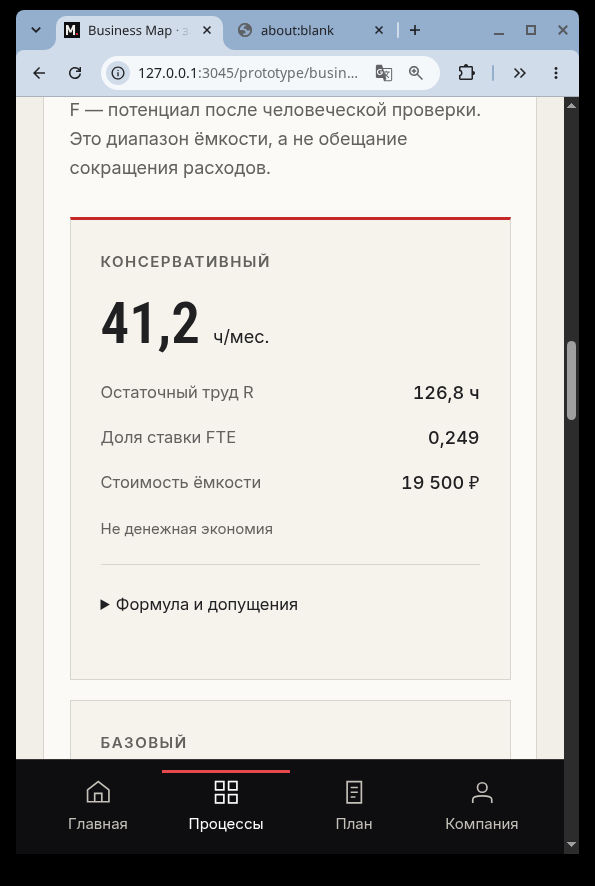 Business Map · з
about:blank
127.0.0.1:3045/prototype/busin...
F — потенциал после человеческой проверки.
Это диапазон ёмкости, а не обещание
сокращения расходов.
КОНСЕРВАТИВНЫЙ
41,2 ч/мес.
Остаточный труд R 126,8 ч
Доля ставки FTE 0,249
Стоимость ёмкости 19 500 ₽
Не денежная экономия
Формула и допущения
БАЗОВЫЙ
Главная Процессы План Компания